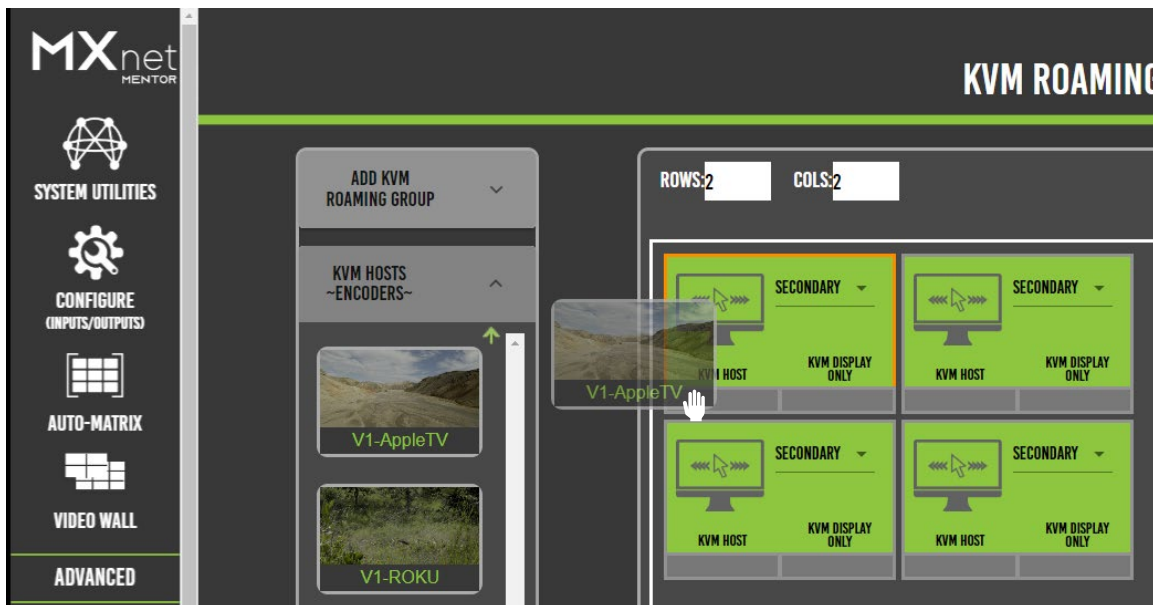 MXnet
MENTOR
SYSTEM UTILITIES
CONFIGURE
(INPUTS/OUTPUTS)
AUTO-MATRIX
VIDEO WALL
ADVANCED
KVM ROAMING
ADD KVM
ROAMING GROUP
KVM HOSTS
~ENCODERS~
V1-AppleTV
V1-ROKU
V1-AppleTV
ROWS:2
COLS:2
SECONDARY
KVM HOST
KVM DISPLAY
ONLY
SECONDARY
KVM HOST
KVM DISPLAY
ONLY
SECONDARY
KVM HOST
KVM DISPLAY
ONLY
SECONDARY
KVM HOST
KVM DISPLAY
ONLY